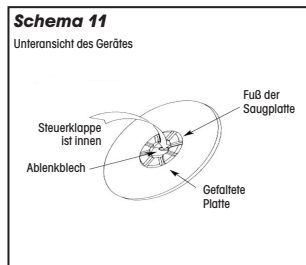 Schema 11
Unteransicht des Gerätes
Fuß der
Saugplatte
Steuerklappe
ist innen
Ablenkblech
Gefaltete
Platte